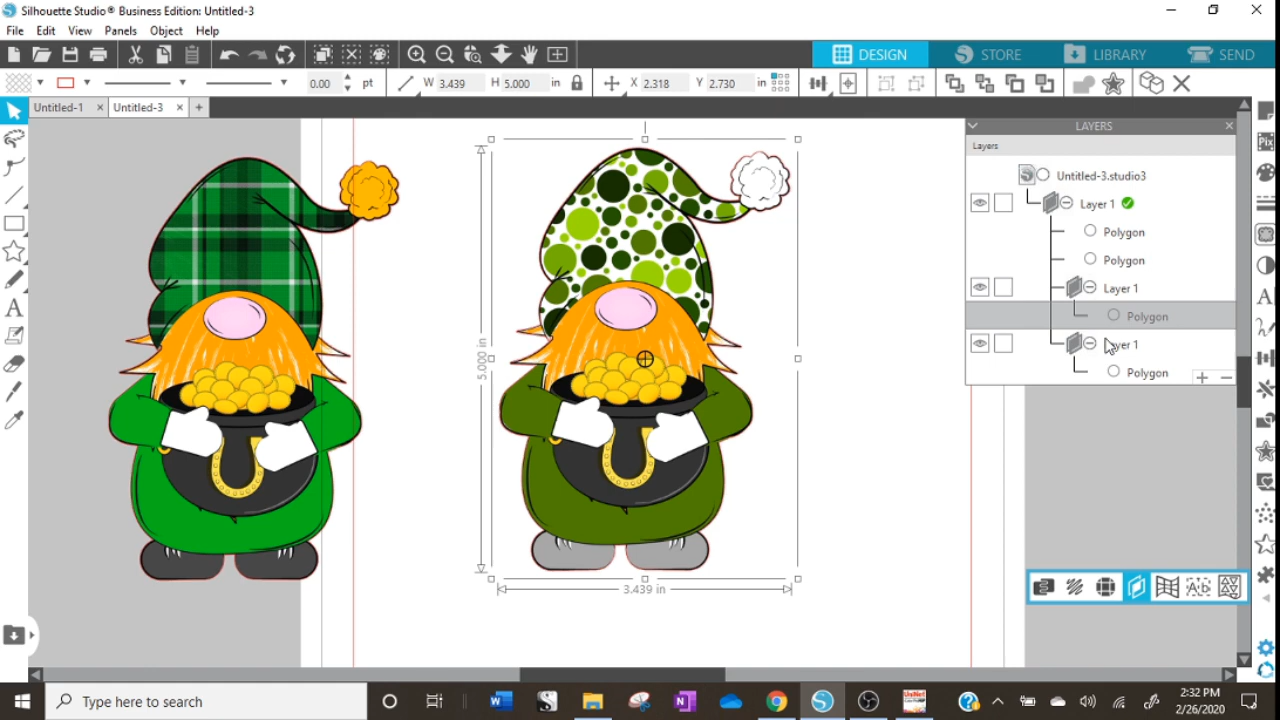 Silhouette Studio® Business Edition: Untitled-3
File Edit View Panels Object Help
DESIGN STORE LIBRARY SEND
0.00 pt W 3.439 H 5.000 in X 2.318 Y 2.730 in
Untitled-1 × Untitled-3 × +
LAYERS
Layers
Untitled-3.studio3
Layer 1
Polygon
Polygon
Layer 1
Polygon
yer 1
Polygon
5.000 in
3.439 in
Type here to search
2:32 PM
2/26/2020